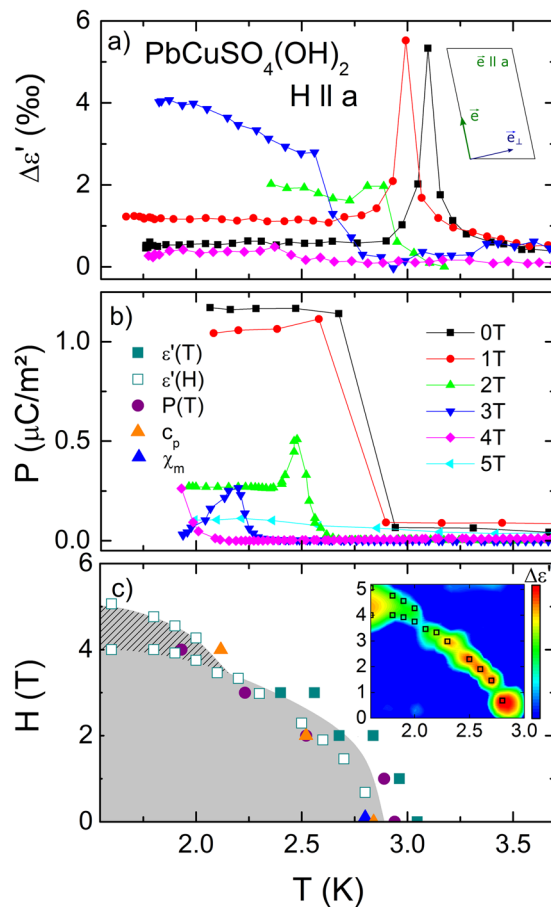 a)
PbCuSO₄(OH)₂
H || a
e⃗ || a
e⃗
e⃗⊥
Δε' (‰)
6
4
2
0
b)
P (μC/m²)
1.0
0.5
0.0
ε'(T)
ε'(H)
P(T)
cₚ
χₘ
0T
1T
2T
3T
4T
5T
c)
H (T)
6
4
2
0
Δε'
5
4
3
2
1
0
2.0 2.5 3.0
2.0 2.5 3.0 3.5
T (K)